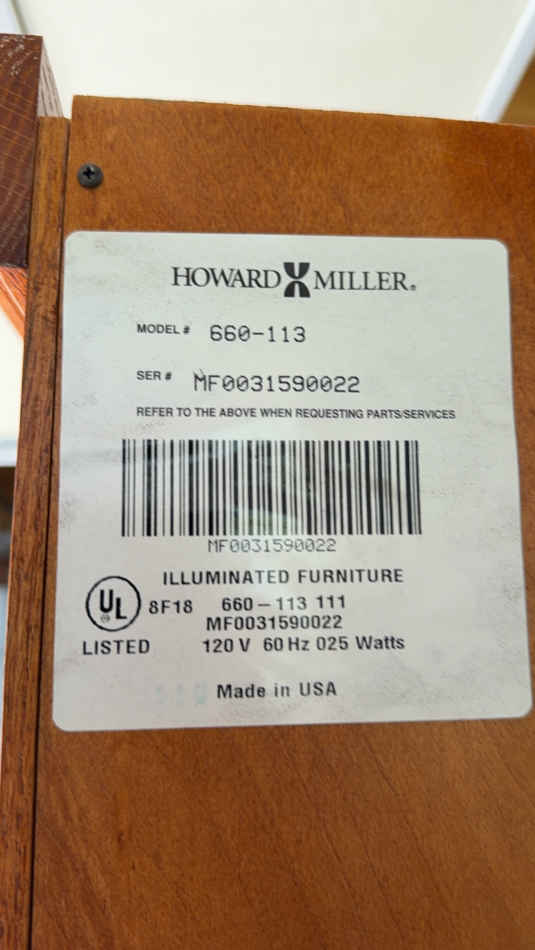 HOWARD MILLER®
MODEL # 660-113
SER # MF0031590022
REFER TO THE ABOVE WHEN REQUESTING PARTS/SERVICES
MF0031590022
ILLUMINATED FURNITURE
UL 8F18 660-113 111
MF0031590022
LISTED 120 V 60 Hz 025 Watts
Made in USA